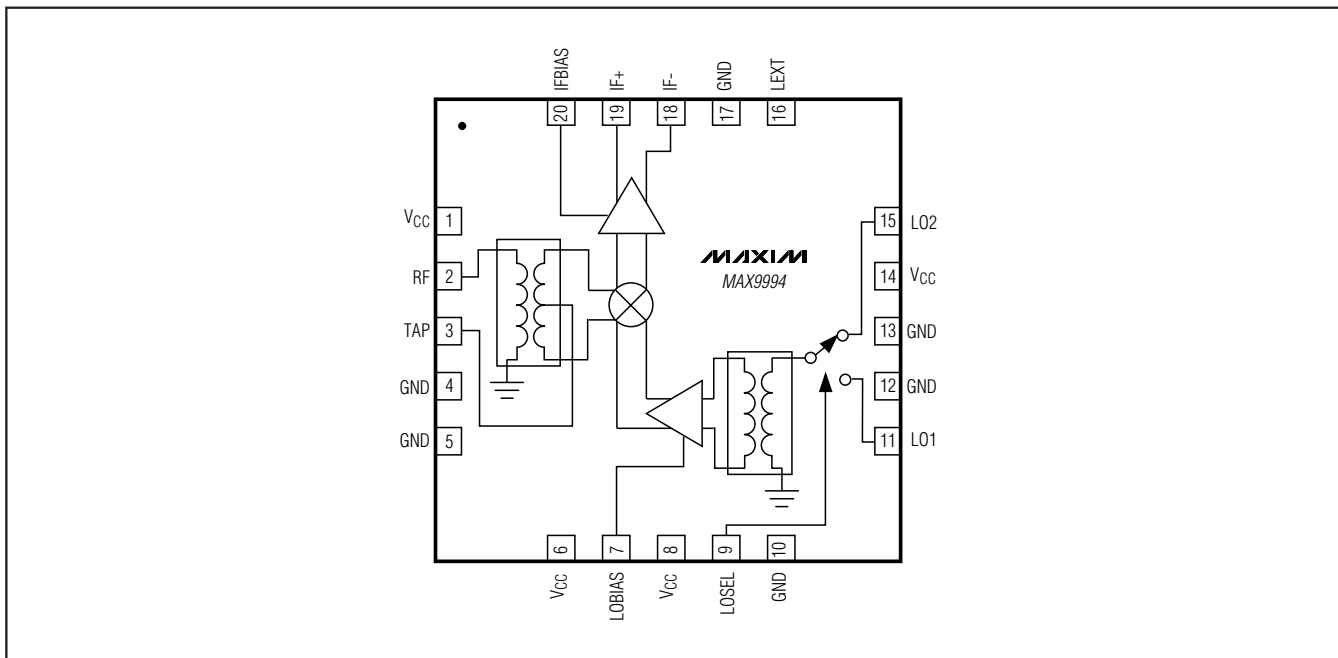 IFBIAS
IF+
IF-
GND
LEXT
20
19
18
17
16
VCC 1
RF 2
TAP 3
GND 4
GND 5
MAXIM
MAX9994
15 LO2
14 VCC
13 GND
12 GND
11 LO1
6
7
8
9
10
VCC
LOBIAS
VCC
LOSEL
GND